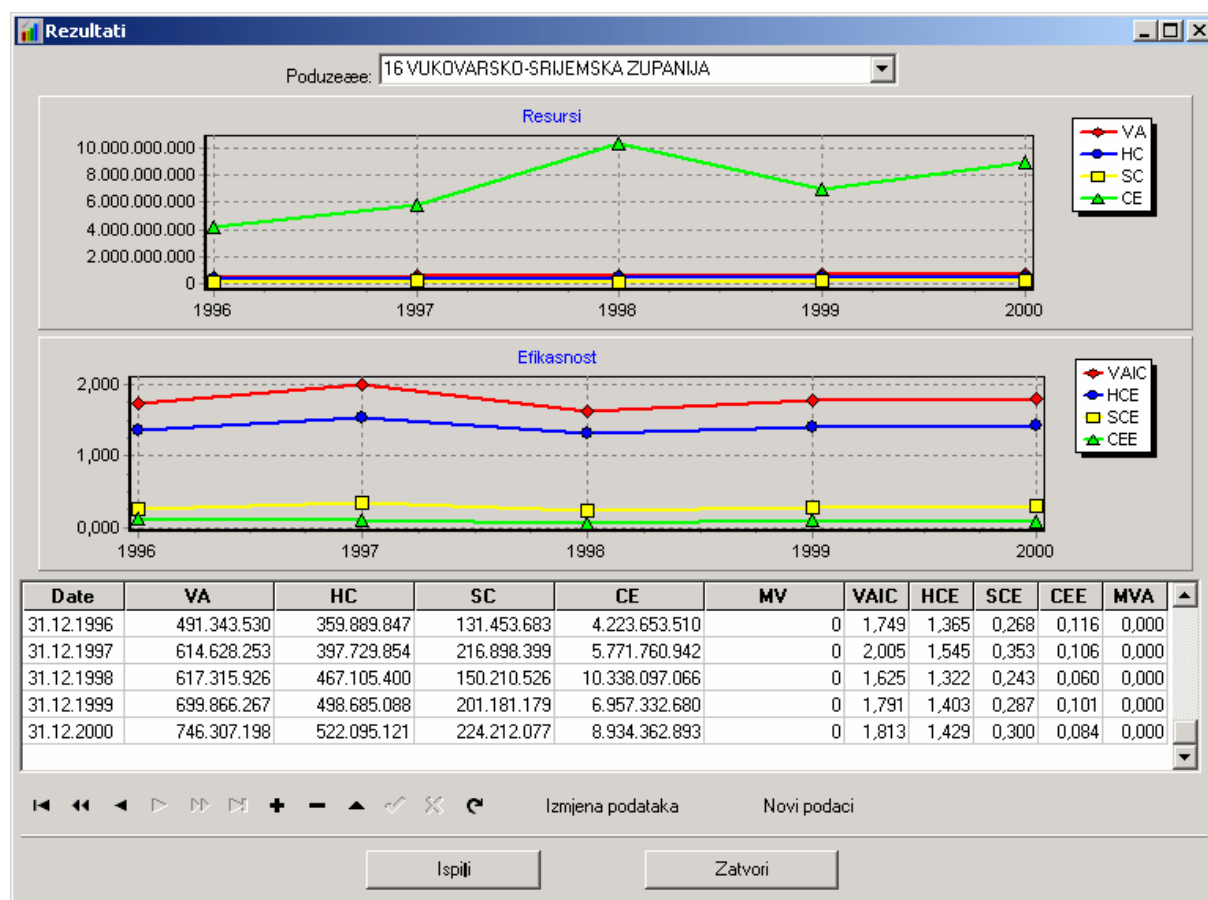 Rezultati
Poduzeæe: 16 VUKOVARSKO-SRIJEMSKA ZUPANIJA
Resursi
10.000.000.000
8.000.000.000
6.000.000.000
4.000.000.000
2.000.000.000
0
1996 1997 1998 1999 2000
VA
HC
SC
CE
Efikasnost
2,000
1,000
0,000
1996 1997 1998 1999 2000
VAIC
HCE
SCE
CEE
Date VA HC SC CE MV VAIC HCE SCE CEE MVA
31.12.1996 491.343.530 359.889.847 131.453.683 4.223.653.510 0 1,749 1,365 0,268 0,116 0,000
31.12.1997 614.628.253 397.729.854 216.898.399 5.771.760.942 0 2,005 1,545 0,353 0,106 0,000
31.12.1998 617.315.926 467.105.400 150.210.526 10.338.097.066 0 1,625 1,322 0,243 0,060 0,000
31.12.1999 699.866.267 498.685.088 201.181.179 6.957.332.680 0 1,791 1,403 0,287 0,101 0,000
31.12.2000 746.307.198 522.095.121 224.212.077 8.934.362.893 0 1,813 1,429 0,300 0,084 0,000
Izmjena podataka Novi podaci
Ispiši Zatvori